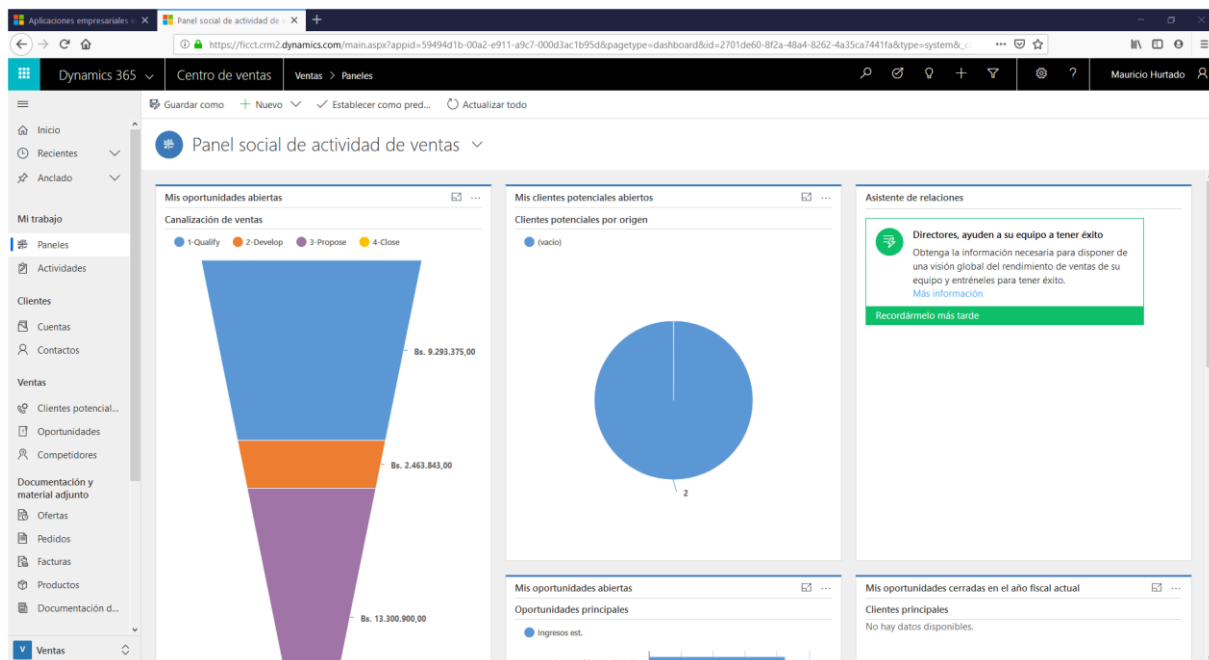 Aplicaciones empresariales
Panel social de actividad de
https://ficct.crm2.dynamics.com/main.aspx?appid=59494d1b-00a2-e911-a9c7-000d3ac1b95d&pagetype=dashboard&id=2701de60-8f2a-48a4-8262-4a35ca7441fa&type=system&_c
Dynamics 365
Centro de ventas
Ventas > Paneles
Mauricio Hurtado
Guardar como
Nuevo
Establecer como pred...
Actualizar todo
Inicio
Recientes
Anclado
Mi trabajo
Paneles
Actividades
Clientes
Cuentas
Contactos
Ventas
Clientes potencial...
Oportunidades
Competidores
Documentación y
material adjunto
Ofertas
Pedidos
Facturas
Productos
Documentación d...
V Ventas
Panel social de actividad de ventas
Mis oportunidades abiertas
Canalización de ventas
1-Qualify 2-Develop 3-Propose 4-Close
Bs. 9.293.375,00
Bs. 2.463.843,00
Bs. 13.300.900,00
Mis clientes potenciales abiertos
Clientes potenciales por origen
(vacío)
2
Asistente de relaciones
Directores, ayuden a su equipo a tener éxito
Obtenga la información necesaria para disponer de
una visión global del rendimiento de ventas de su
equipo y entréneles para tener éxito.
Más información
Recordármelo más tarde
Mis oportunidades abiertas
Oportunidades principales
Ingresos est.
Mis oportunidades cerradas en el año fiscal actual
Clientes principales
No hay datos disponibles.